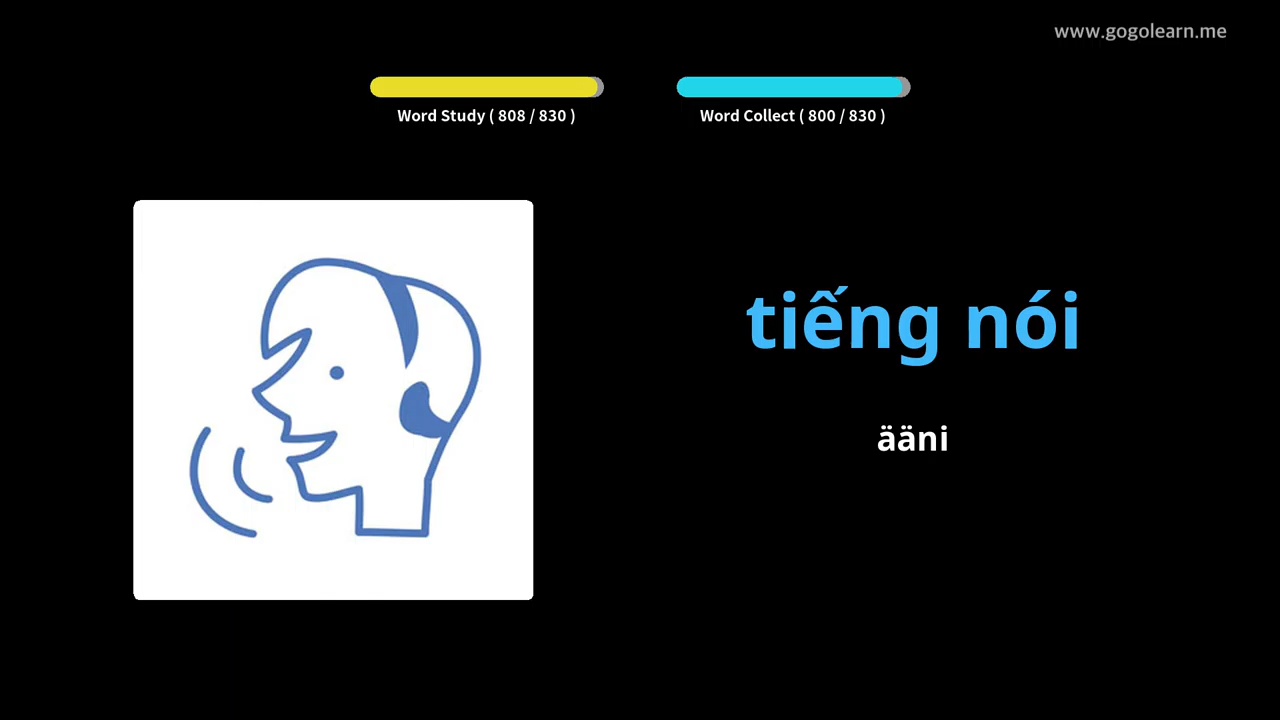 www.gogolearn.me
Word Study ( 808 / 830 )
Word Collect ( 800 / 830 )
tiếng nói
ääni